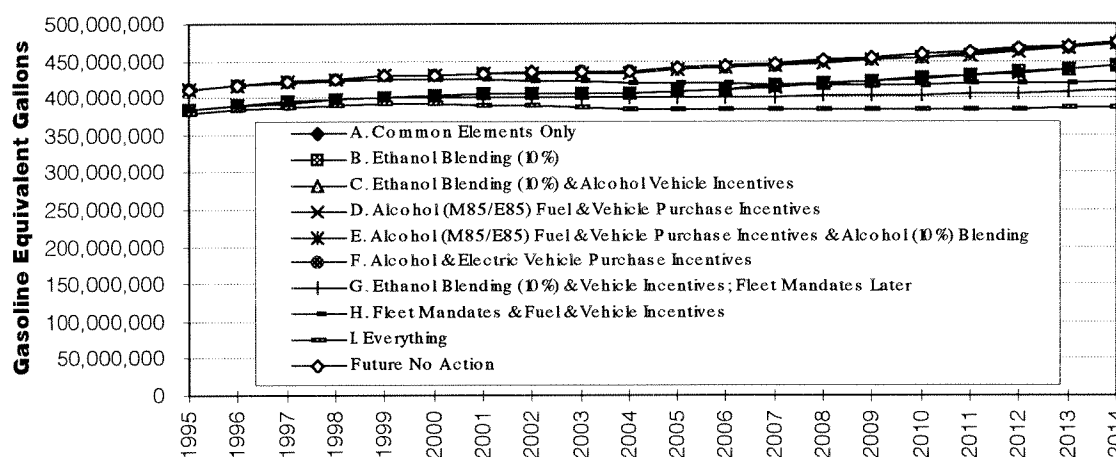 Gasoline Equivalent Gallons
500,000,000
450,000,000
400,000,000
350,000,000
300,000,000
250,000,000
200,000,000
150,000,000
100,000,000
50,000,000
0
A. Common Elements Only
B. Ethanol Blending (10%)
C. Ethanol Blending (10%) & Alcohol Vehicle Incentives
D. Alcohol (M85/E85) Fuel & Vehicle Purchase Incentives
E. Alcohol (M85/E85) Fuel & Vehicle Purchase Incentives & Alcohol (10%) Blending
F. Alcohol & Electric Vehicle Purchase Incentives
G. Ethanol Blending (10%) & Vehicle Incentives; Fleet Mandates Later
H. Fleet Mandates & Fuel & Vehicle Incentives
I. Everything
Future No Action
1995
1996
1997
1998
1999
2000
2001
2002
2003
2004
2005
2006
2007
2008
2009
2010
2011
2012
2013
2014